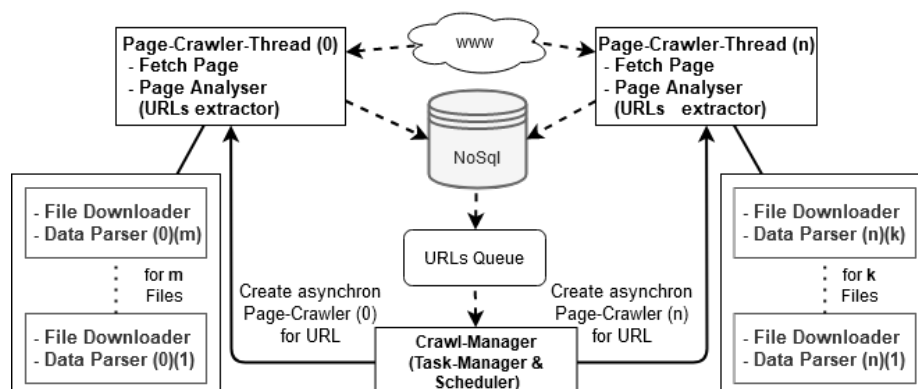 www
Page-Crawler-Thread (0)
- Fetch Page
- Page Analyser
(URLs extractor)
Page-Crawler-Thread (n)
- Fetch Page
- Page Analyser
(URLs extractor)
NoSql
- File Downloader
- Data Parser (0)(m)
for m
Files
- File Downloader
- Data Parser (0)(1)
URLs Queue
Create asynchron
Page-Crawler (0)
for URL
Create asynchron
Page-Crawler (n)
for URL
Crawl-Manager
(Task-Manager &
Scheduler)
- File Downloader
- Data Parser (n)(k)
for k
Files
- File Downloader
- Data Parser (n)(1)